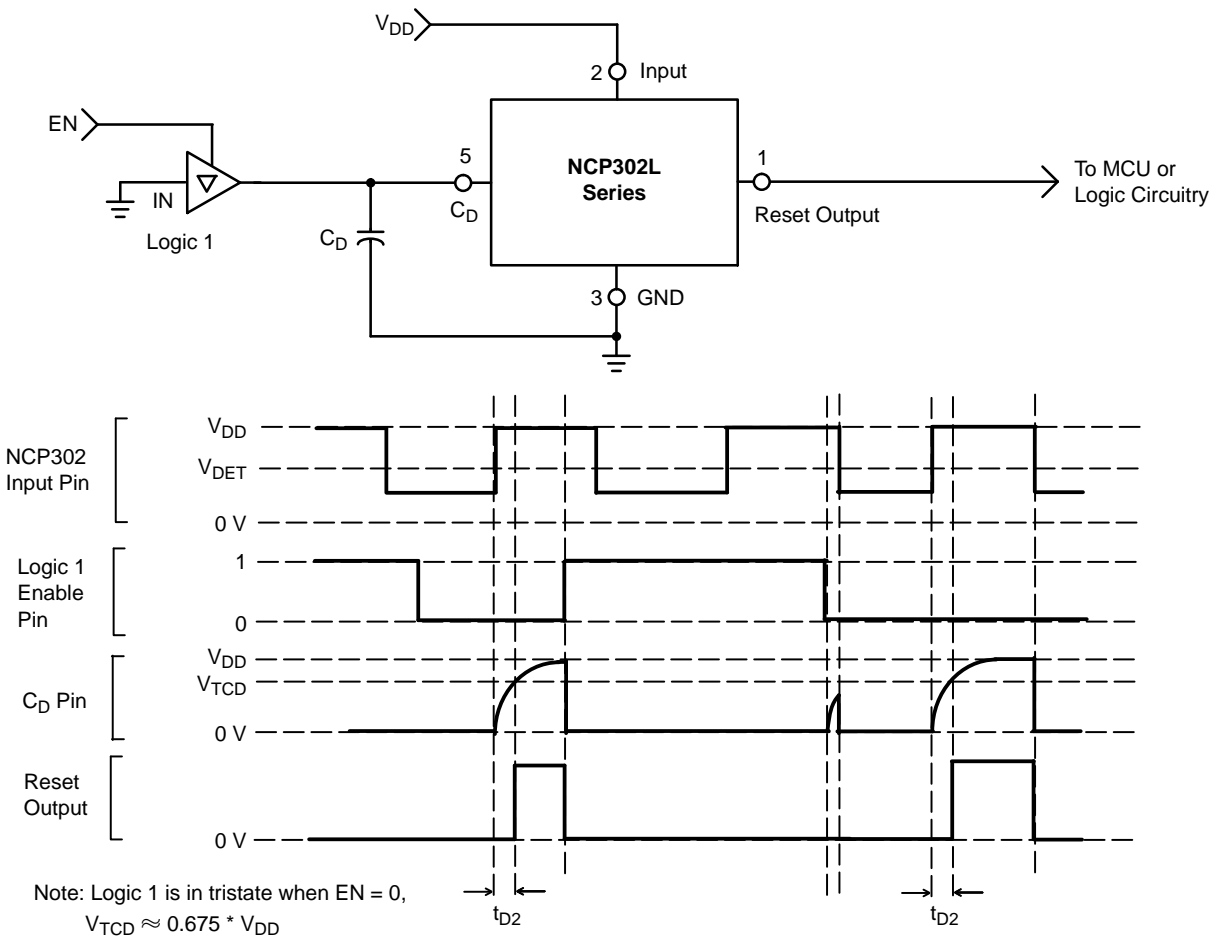 V_DD
2 Input
EN
IN
Logic 1
C_D
5
C_D
NCP302L
Series
1
Reset Output
To MCU or
Logic Circuitry
3 GND
NCP302
Input Pin
V_DD
V_DET
0 V
Logic 1
Enable
Pin
1
0
C_D Pin
V_DD
V_TCD
0 V
Reset
Output
0 V
Note: Logic 1 is in tristate when EN = 0,
V_TCD ≈ 0.675 * V_DD
t_D2
t_D2